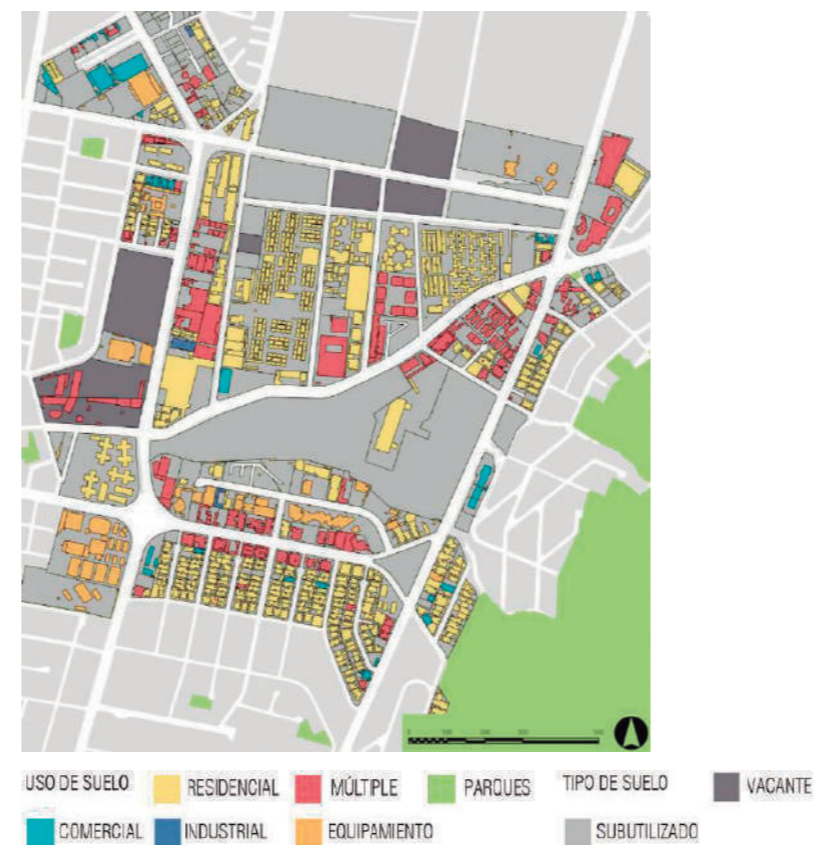 USO DE SUELO RESIDENCIAL MÚLTIPLE PARQUES TIPO DE SUELO VACANTE
COMERCIAL INDUSTRIAL EQUIPAMIENTO SUBUTILIZADO